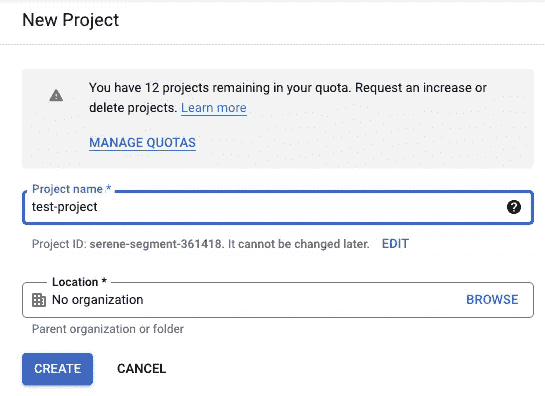 New Project
You have 12 projects remaining in your quota. Request an increase or
delete projects. Learn more
MANAGE QUOTAS
Project name *
test-project
Project ID: serene-segment-361418. It cannot be changed later. EDIT
Location *
No organization BROWSE
Parent organization or folder
CREATE CANCEL